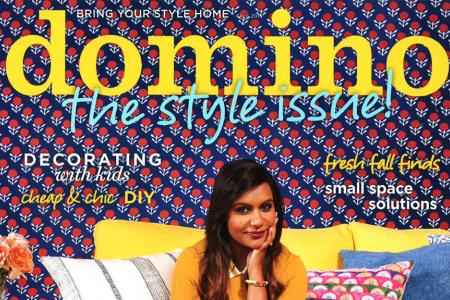 BRING YOUR STYLE HOME
domino
the style issue!
DECORATING
with kids
cheap & chic DIY
fresh fall finds
small space
solutions